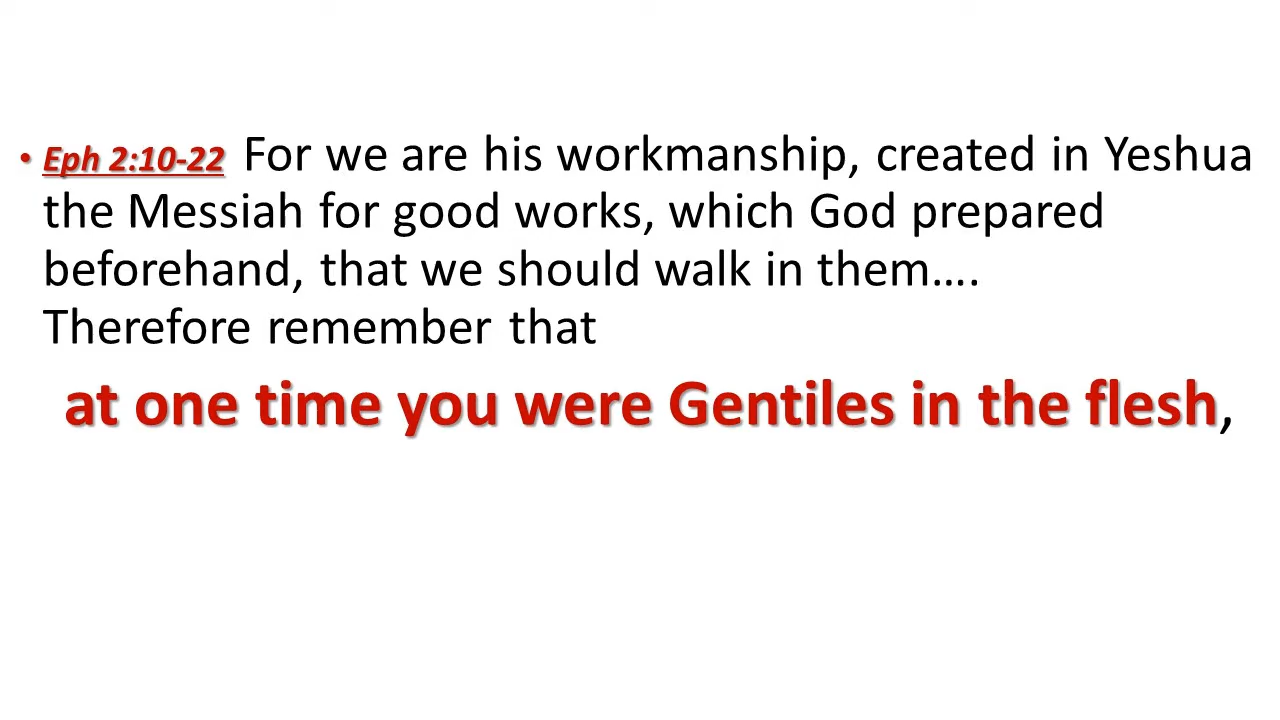 • Eph 2:10-22 For we are his workmanship, created in Yeshua
the Messiah for good works, which God prepared
beforehand, that we should walk in them….
Therefore remember that
at one time you were Gentiles in the flesh,